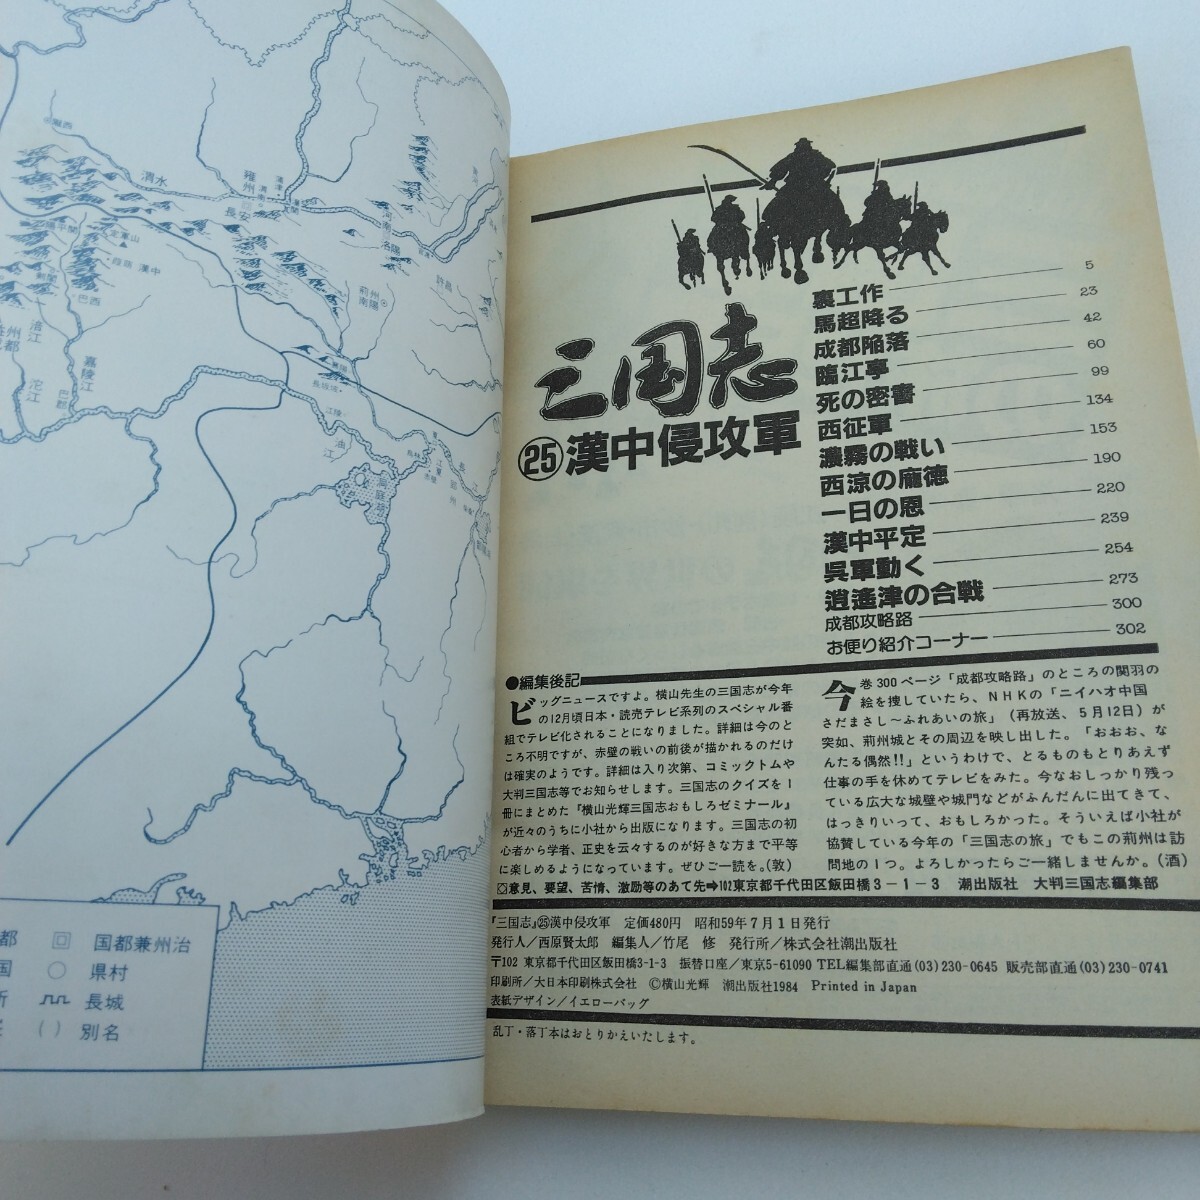 渭水
雍州
長安
河南
洛陽
許昌
荊州
南陽
漢中
巴西
涪江
嘉陵江
沱江
巴郡
洞庭湖
長江
国都兼州治
県村
長城
( ) 別名
三国志
㉕漢中侵攻軍
裏工作 5
馬超降る 23
成都陥落 42
臨江亭 60
死の密書 99
西征軍 134
濃霧の戦い 153
西涼の龐徳 190
一日の恩 220
漢中平定 239
呉軍動く 254
逍遙津の合戦 273
成都攻略路 300
お便り紹介コーナー 302
●編集後記
ビッグニュースですよ。横山先生の三国志が今年
の12月頃日本・読売テレビ系列のスペシャル番
組でテレビ化されることになりました。詳細は今のと
ころ不明ですが、赤壁の戦いの前後が描かれるのだけ
は確実のようです。詳細は入り次第、コミックトムや
大判三国志等でお知らせします。三国志のクイズを1
冊にまとめた『横山光輝三国志おもしろゼミナール』
が近々のうちに小社から出版になります。三国志の初
心者から学者、正史を云々するのが好きな方まで平等
に楽しめるようになっています。ぜひご一読を。(敦)
今巻300ページ「成都攻略路」のところの関羽の
絵を捜していたら、NHKの「ニイハオ中国
さだまさし～ふれあいの旅」(再放送、5月12日)が
突如、荊州城とその周辺を映し出した。「おおお、な
んたる偶然!!」というわけで、とるものもとりあえず
仕事の手を休めてテレビをみた。今なおしっかり残っ
ている広大な城壁や城門などがふんだんに出てきて、
はっきりいって、おもしろかった。そういえば小社が
協賛している今年の「三国志の旅」でもこの荊州は訪
問地の1つ。よろしかったらご一緒しませんか。(酒)
◎意見、要望、苦情、激励等のあて先➡102東京都千代田区飯田橋3-1-3 潮出版社 大判三国志編集部
『三国志』㉕漢中侵攻軍 定価480円 昭和59年7月1日発行
発行人／西原賢太郎 編集人／竹尾 修 発行所／株式会社潮出版社
〒102 東京都千代田区飯田橋3-1-3 振替口座／東京5-61090 TEL編集部直通(03)230-0645 販売部直通(03)230-0741
印刷所／大日本印刷株式会社 ©横山光輝 潮出版社1984 Printed in Japan
表紙デザイン／イエローバッグ
乱丁・落丁本はおとりかえいたします。